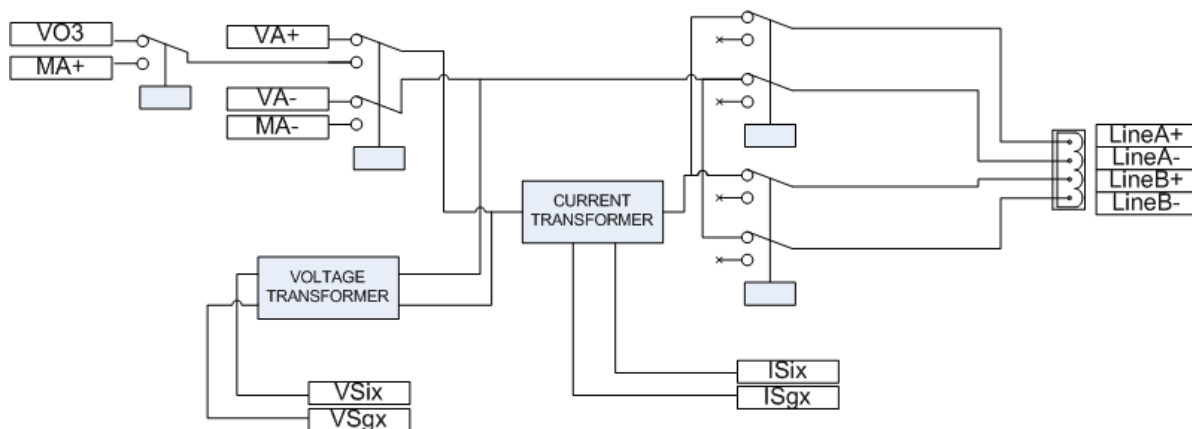 VO3
MA+
VA+
VA-
MA-
CURRENT
TRANSFORMER
VOLTAGE
TRANSFORMER
VSix
VSgx
ISix
ISgx
LineA+
LineA-
LineB+
LineB-